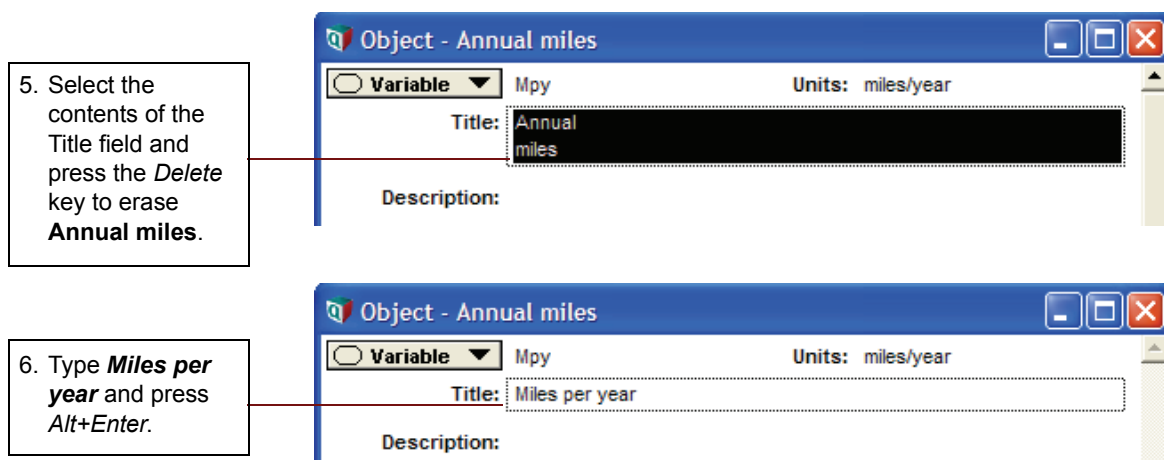 5. Select the
contents of the
Title field and
press the Delete
key to erase
Annual miles.
Object - Annual miles
Variable Mpy Units: miles/year
Title: Annual
miles
Description:
6. Type Miles per
year and press
Alt+Enter.
Object - Annual miles
Variable Mpy Units: miles/year
Title: Miles per year
Description: